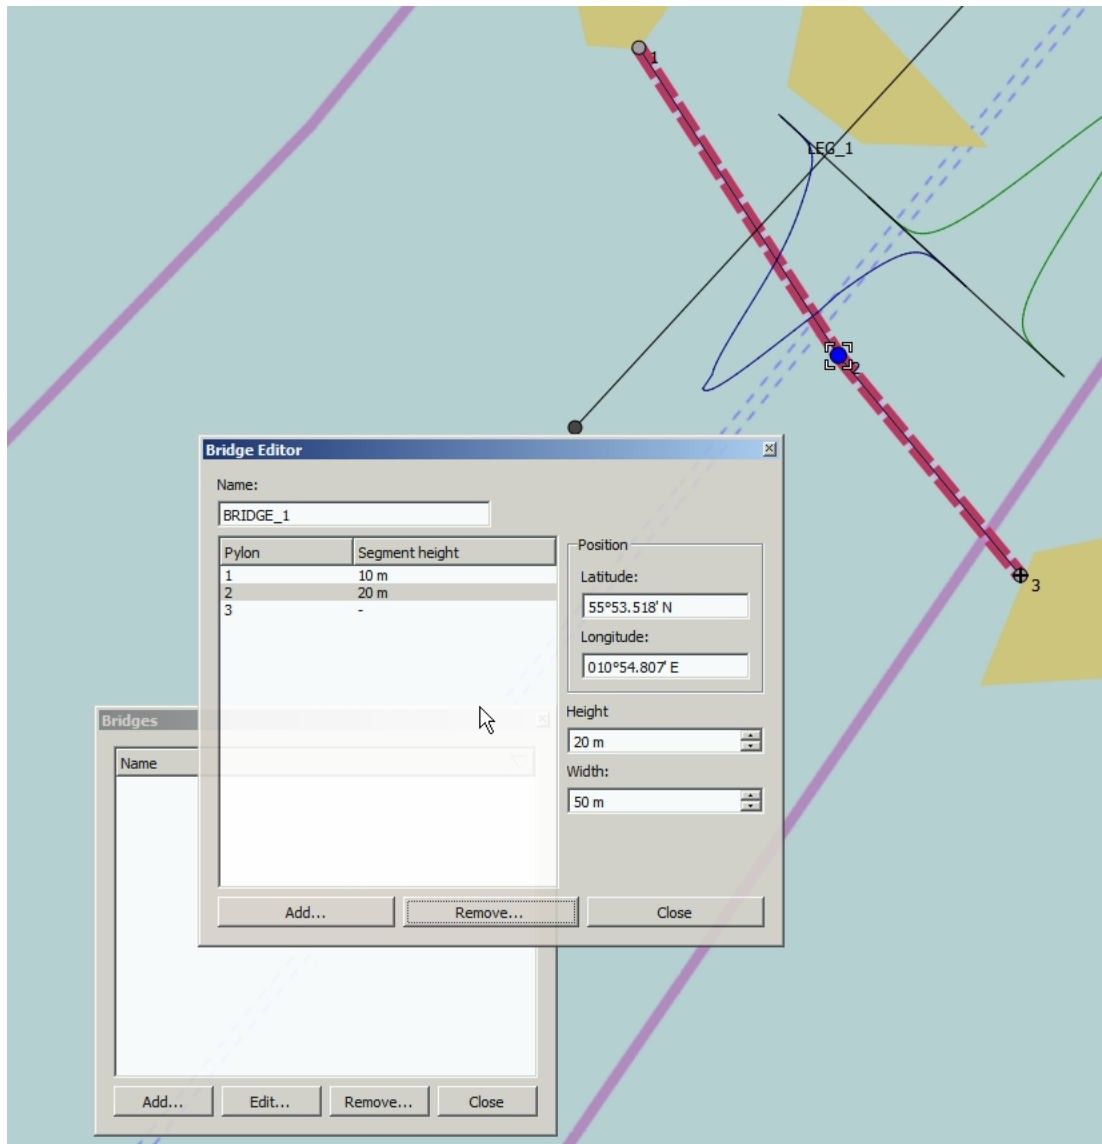 1
LEG_1
2
3
Bridge Editor
Name:
BRIDGE_1
Pylon Segment height
1 10 m
2 20 m
3 -
Position
Latitude:
55°53.518' N
Longitude:
010°54.807' E
Height
20 m
Width:
50 m
Add... Remove... Close
Bridges
Name
Add... Edit... Remove... Close